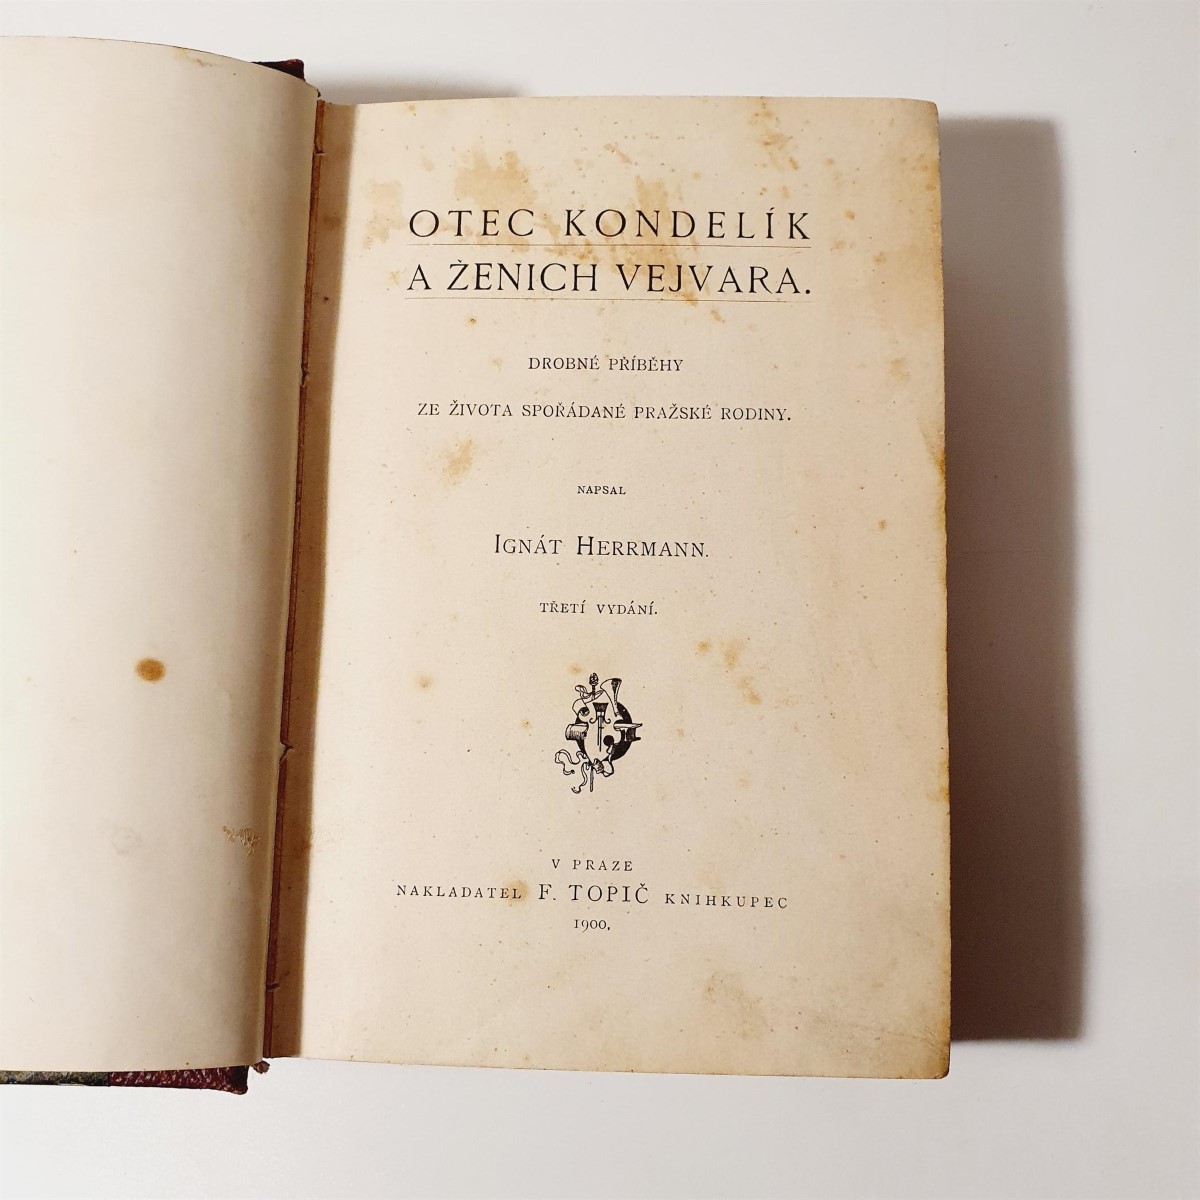 OTEC KONDELÍK
A ŽENICH VEJVARA.
DROBNÉ PŘÍBĚHY
ZE ŽIVOTA SPOŘÁDANÉ PRAŽSKÉ RODINY.
NAPSAL
IGNÁT HERRMANN.
TŘETÍ VYDÁNÍ.
V PRAZE
NAKLADATEL F. TOPIČ KNIHKUPEC
1900.